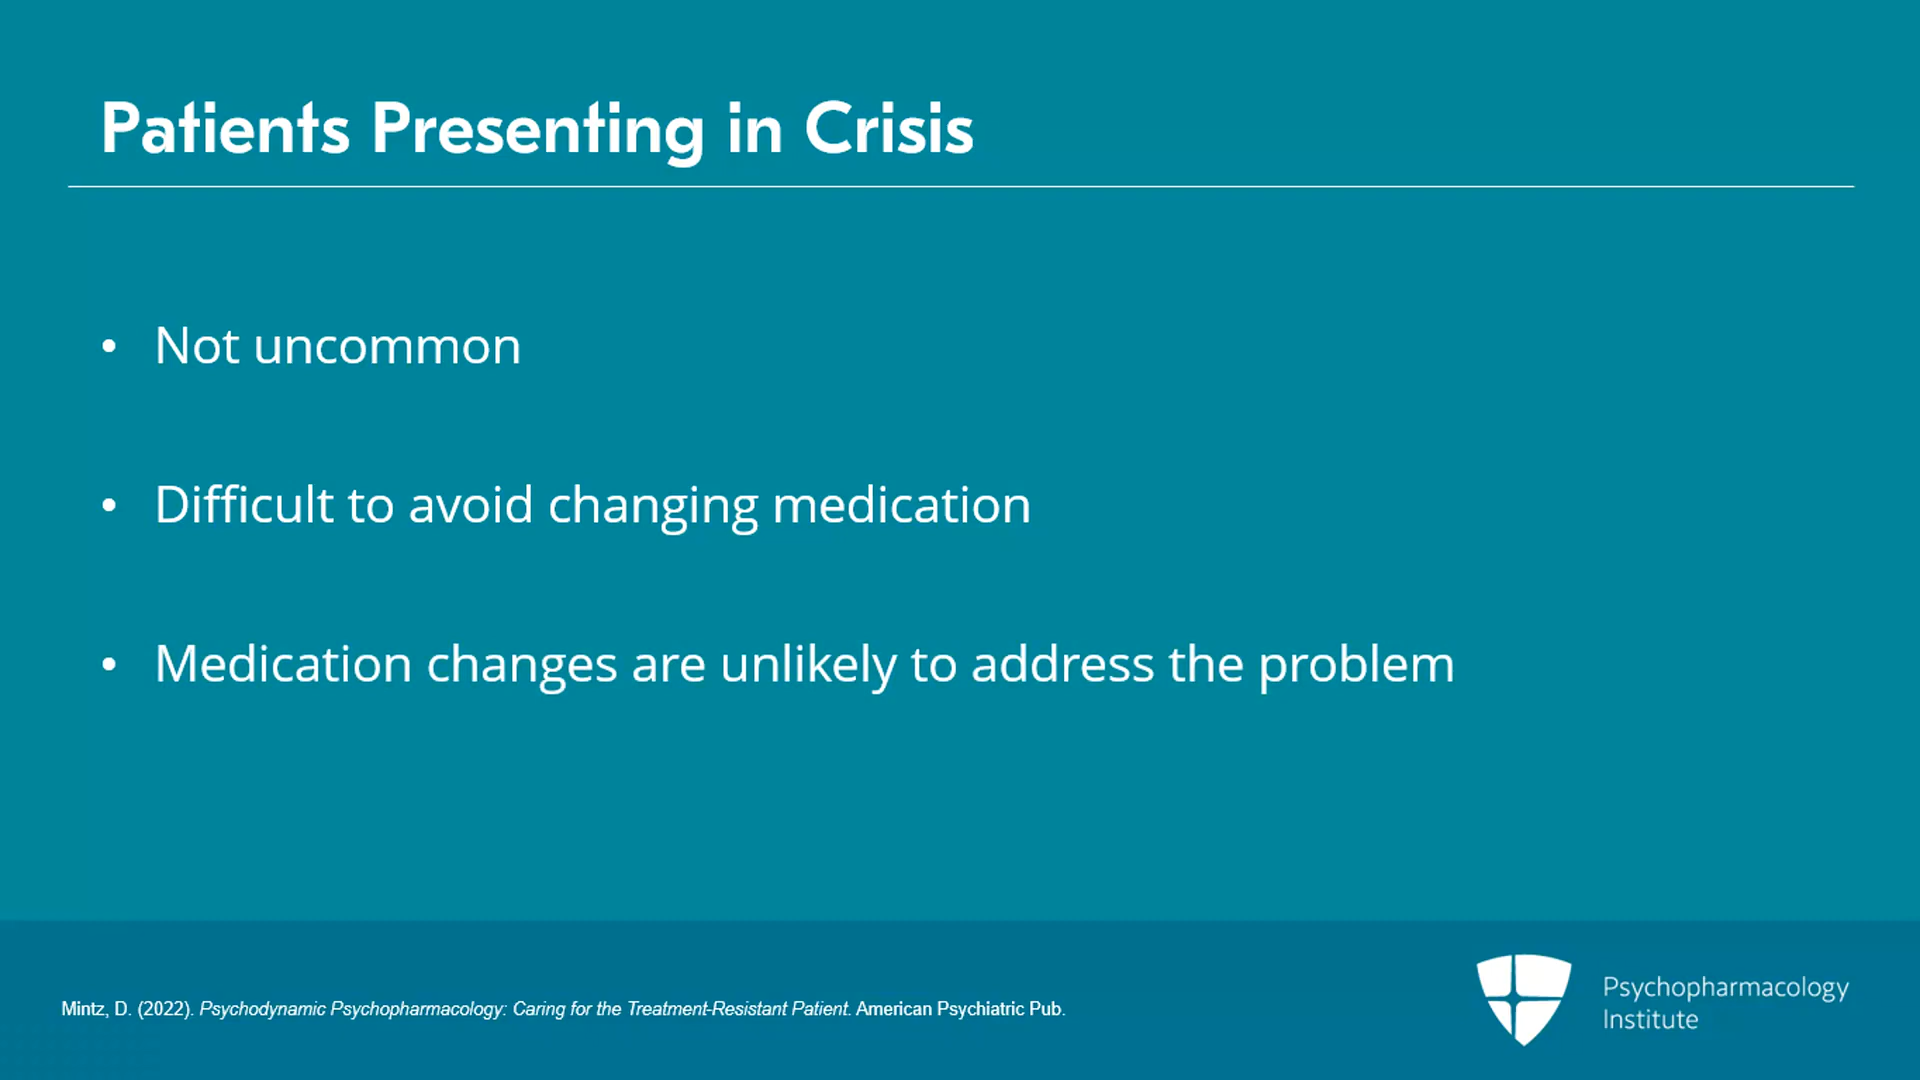 Patients Presenting in Crisis
• Not uncommon
• Difficult to avoid changing medication
• Medication changes are unlikely to address the problem
Mintz, D. (2022). Psychodynamic Psychopharmacology: Caring for the Treatment-Resistant Patient. American Psychiatric Pub.
Psychopharmacology
Institute